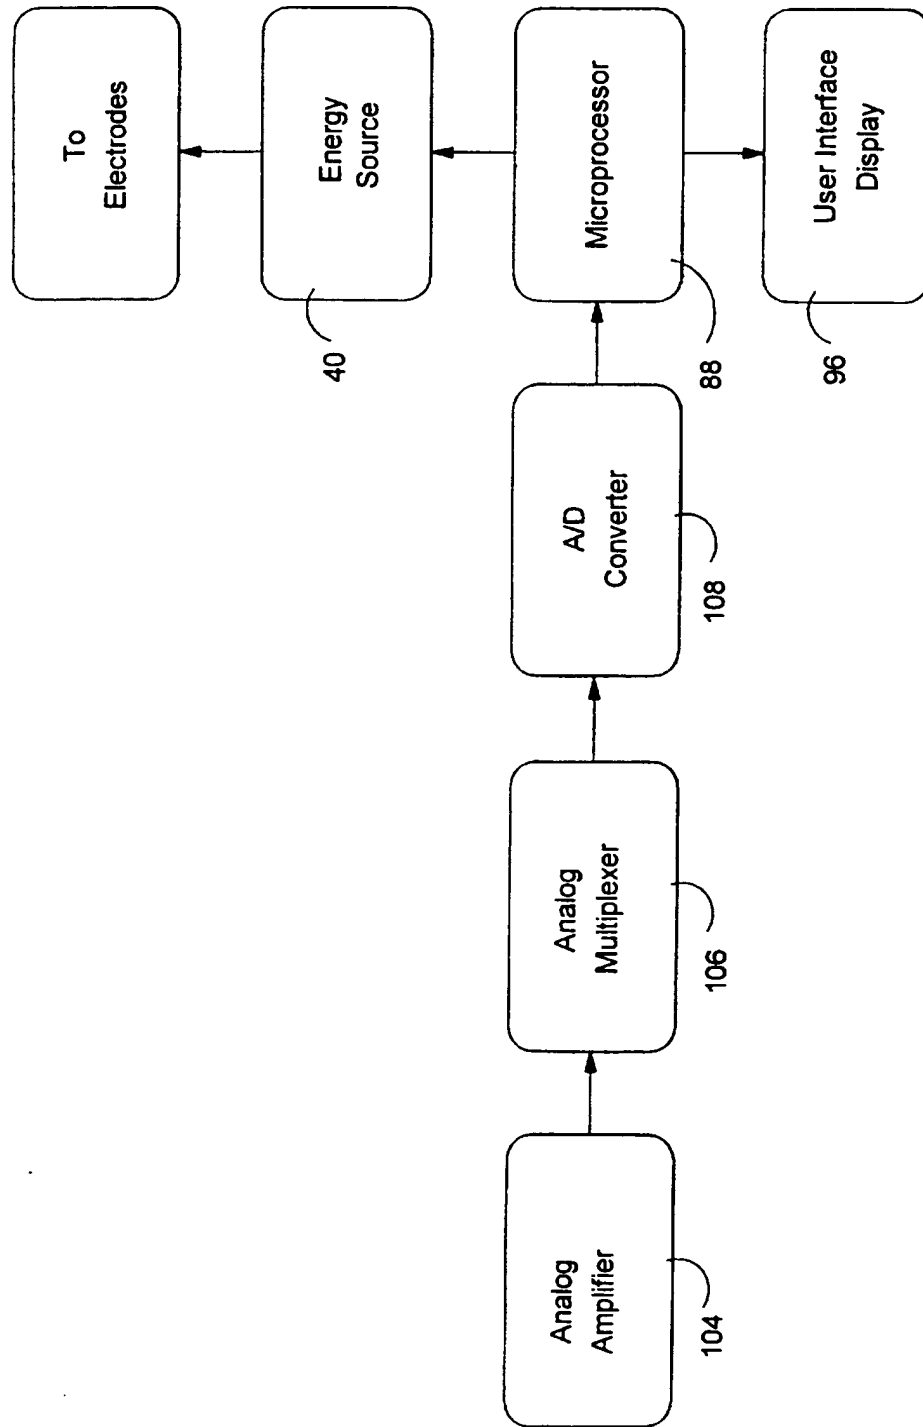 To
Electrodes
Energy
Source
40
Analog
Amplifier
104
Analog
Multiplexer
106
A/D
Converter
108
Microprocessor
88
User Interface
Display
96